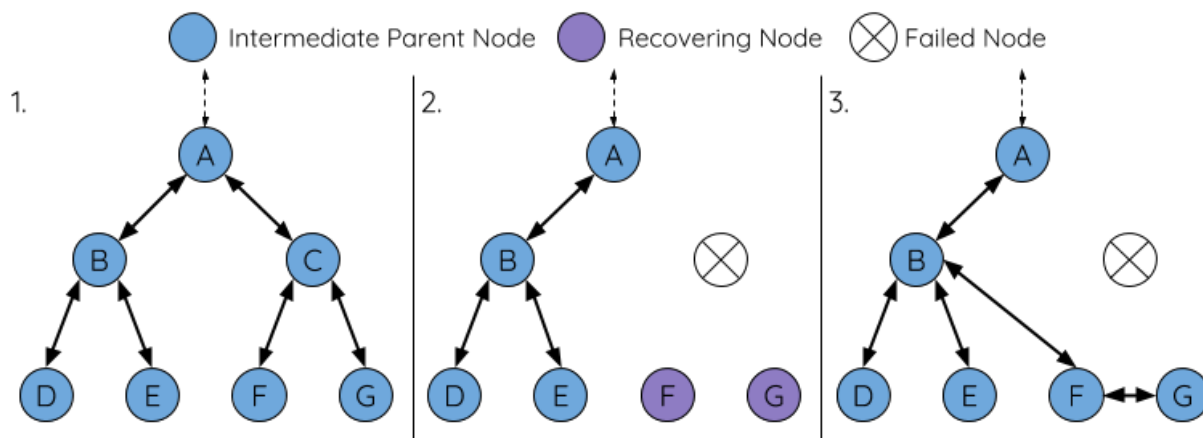 Intermediate Parent Node Recovering Node Failed Node
1. 2. 3.
A A A
B C B B
D E F G D E F G D E F G